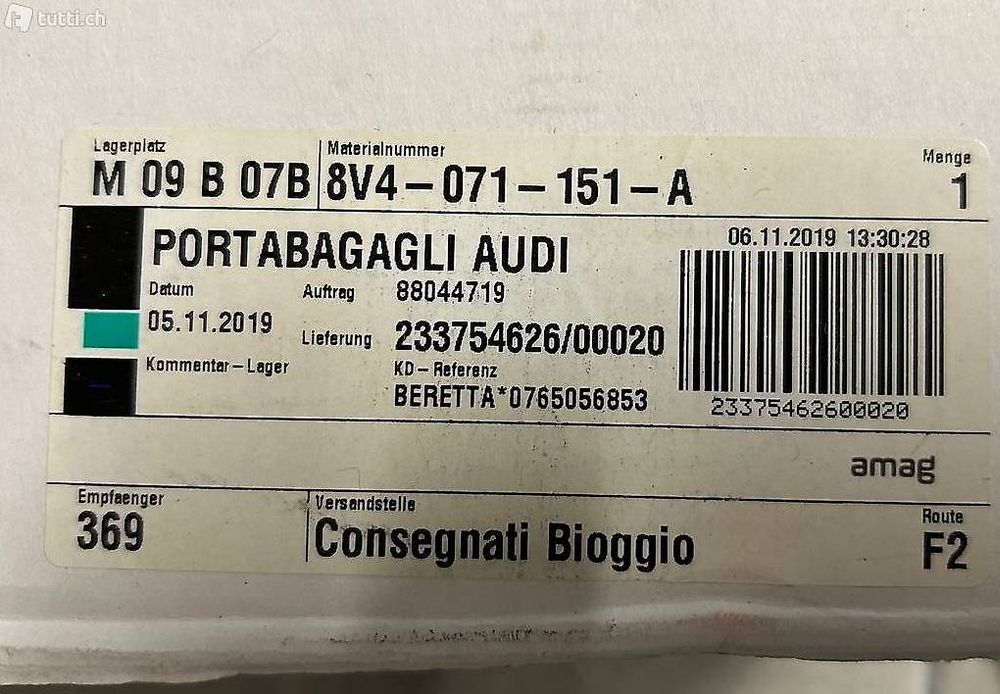 tutti.ch
Lagerplatz Materialnummer Menge
M 09 B 07B 8V4-071-151-A 1
PORTABAGAGLI AUDI 06.11.2019 13:30:28
Datum Auftrag 88044719
05.11.2019 Lieferung 233754626/00020
Kommentar-Lager KD-Referenz
BERETTA*0765056853 23375462600020
amag
Empfaenger Versandstelle Route
369 Consegnati Bioggio F2